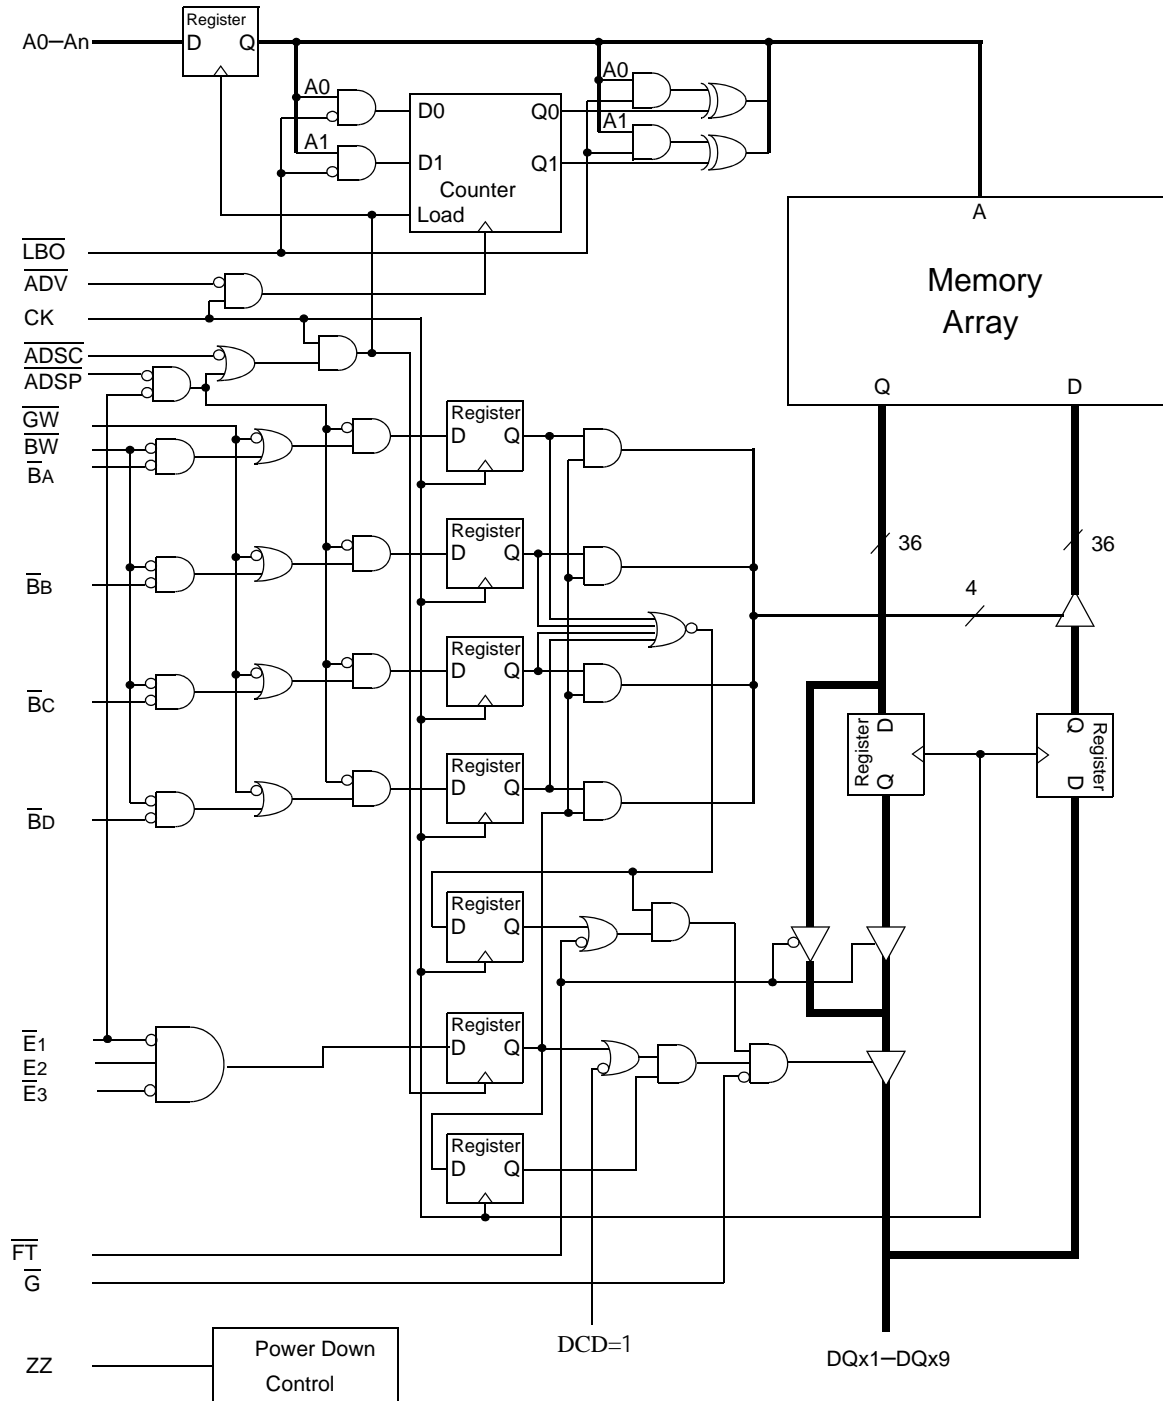 Register
A0–An
D Q
A0
A0
D0
Q0
A1
A1
D1
Q1
Counter
Load
A
LBO
ADV
CK
Memory
Array
ADSC
ADSP
Q
D
GW
BW
BA
Register
D Q
36
36
BB
Register
D Q
4
BC
Register
D Q
D
Register
Q
Q
Register
D
BD
Register
D Q
Register
D Q
E1
E2
E3
Register
D Q
Register
D Q
FT
G
DCD=1
DQx1–DQx9
ZZ
Power Down
Control